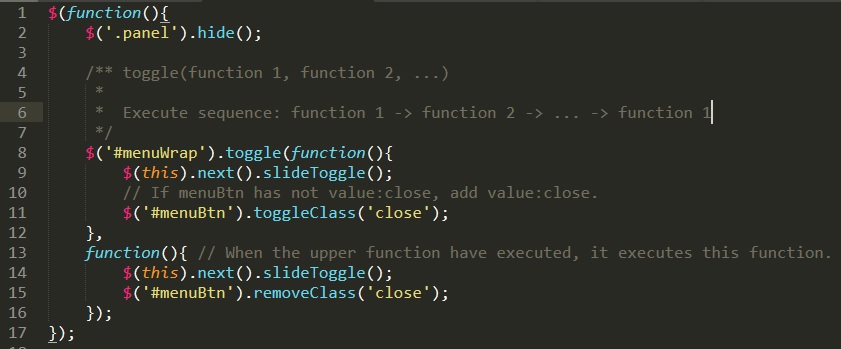 1 $(function(){
2 $('.panel').hide();
3
4 /** toggle(function 1, function 2, ...)
5 *
6 * Execute sequence: function 1 -> function 2 -> ... -> function 1
7 */
8 $('#menuWrap').toggle(function(){
9 $(this).next().slideToggle();
10 // If menuBtn has not value:close, add value:close.
11 $('#menuBtn').toggleClass('close');
12 },
13 function(){ // When the upper function have executed, it executes this function.
14 $(this).next().slideToggle();
15 $('#menuBtn').removeClass('close');
16 });
17 });